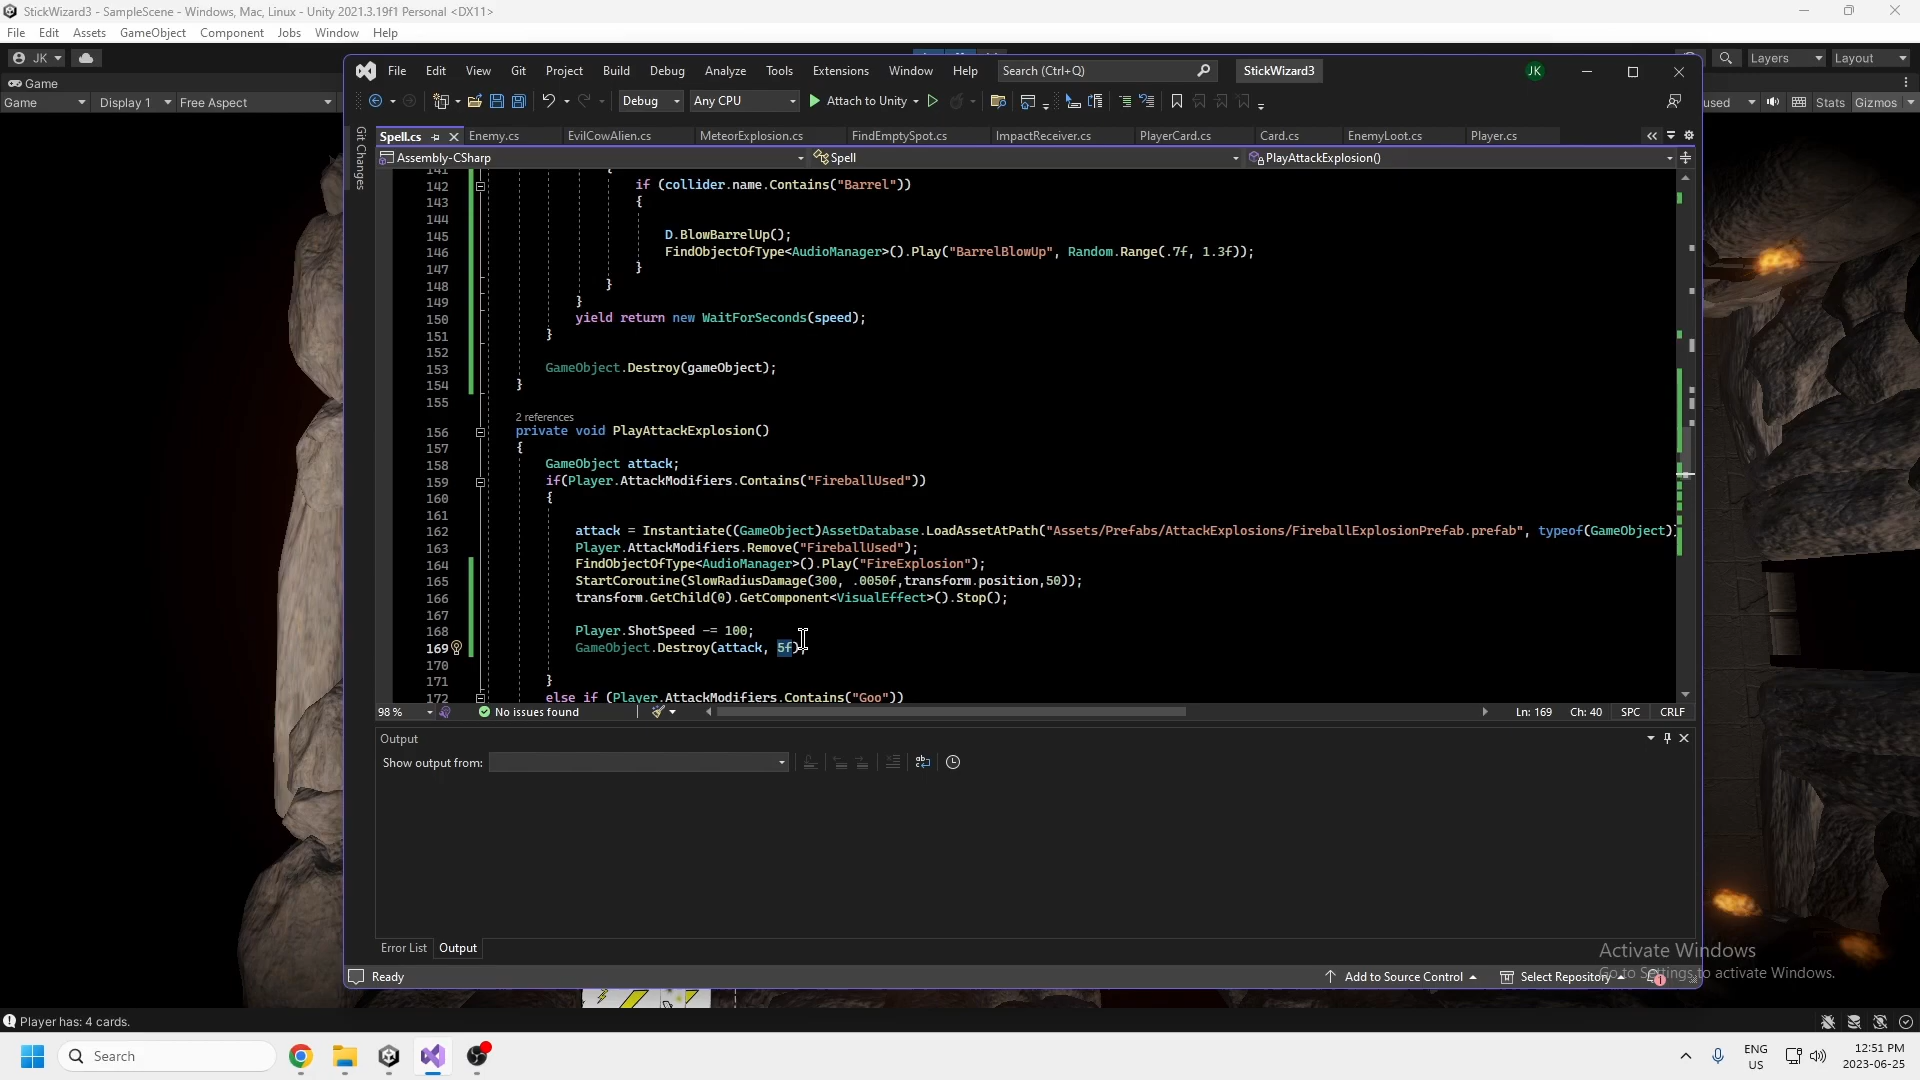 StickWizard3 - SampleScene - Windows, Mac, Linux - Unity 2021.3.19f1 Personal <DX11>
File Edit Assets GameObject Component Jobs Window Help
JK
Layers
Layout
Game
Game Display 1 Free Aspect
Stats Gizmos
File Edit View Git Project Build Debug Analyze Tools Extensions Window Help Search (Ctrl+Q) StickWizard3 JK
Debug Any CPU Attach to Unity
Git Changes
Spell.cs Enemy.cs EvilCowAlien.cs MeteorExplosion.cs FindEmptySpot.cs ImpactReceiver.cs PlayerCard.cs Card.cs EnemyLoot.cs Player.cs
Assembly-CSharp Spell PlayAttackExplosion()
141 {
142 if (collider.name.Contains("Barrel"))
143 {
144
145 D.BlowBarrelUp();
146 FindObjectOfType<AudioManager>().Play("BarrelBlowUp", Random.Range(.7f, 1.3f));
147 }
148 }
149 }
150 yield return new WaitForSeconds(speed);
151 }
152
153 GameObject.Destroy(gameObject);
154 }
155
2 references
156 private void PlayAttackExplosion()
157 {
158 GameObject attack;
159 if(Player.AttackModifiers.Contains("FireballUsed"))
160 {
161
162 attack = Instantiate((GameObject)AssetDatabase.LoadAssetAtPath("Assets/Prefabs/AttackExplosions/FireballExplosionPrefab.prefab", typeof(GameObject)
163 Player.AttackModifiers.Remove("FireballUsed");
164 FindObjectOfType<AudioManager>().Play("FireExplosion");
165 StartCoroutine(SlowRadiusDamage(300, .0050f,transform.position,50));
166 transform.GetChild(0).GetComponent<VisualEffect>().Stop();
167
168 Player.ShotSpeed -= 100;
169 GameObject.Destroy(attack, 5f);
170
171 }
172 else if (Player.AttackModifiers.Contains("Goo"))
98 % No issues found Ln: 169 Ch: 40 SPC CRLF
Output
Show output from:
Error List Output
Activate Windows
Go to Settings to activate Windows.
Ready Add to Source Control Select Repository 1
Player has: 4 cards.
Search
ENG
US
12:51 PM
2023-06-25